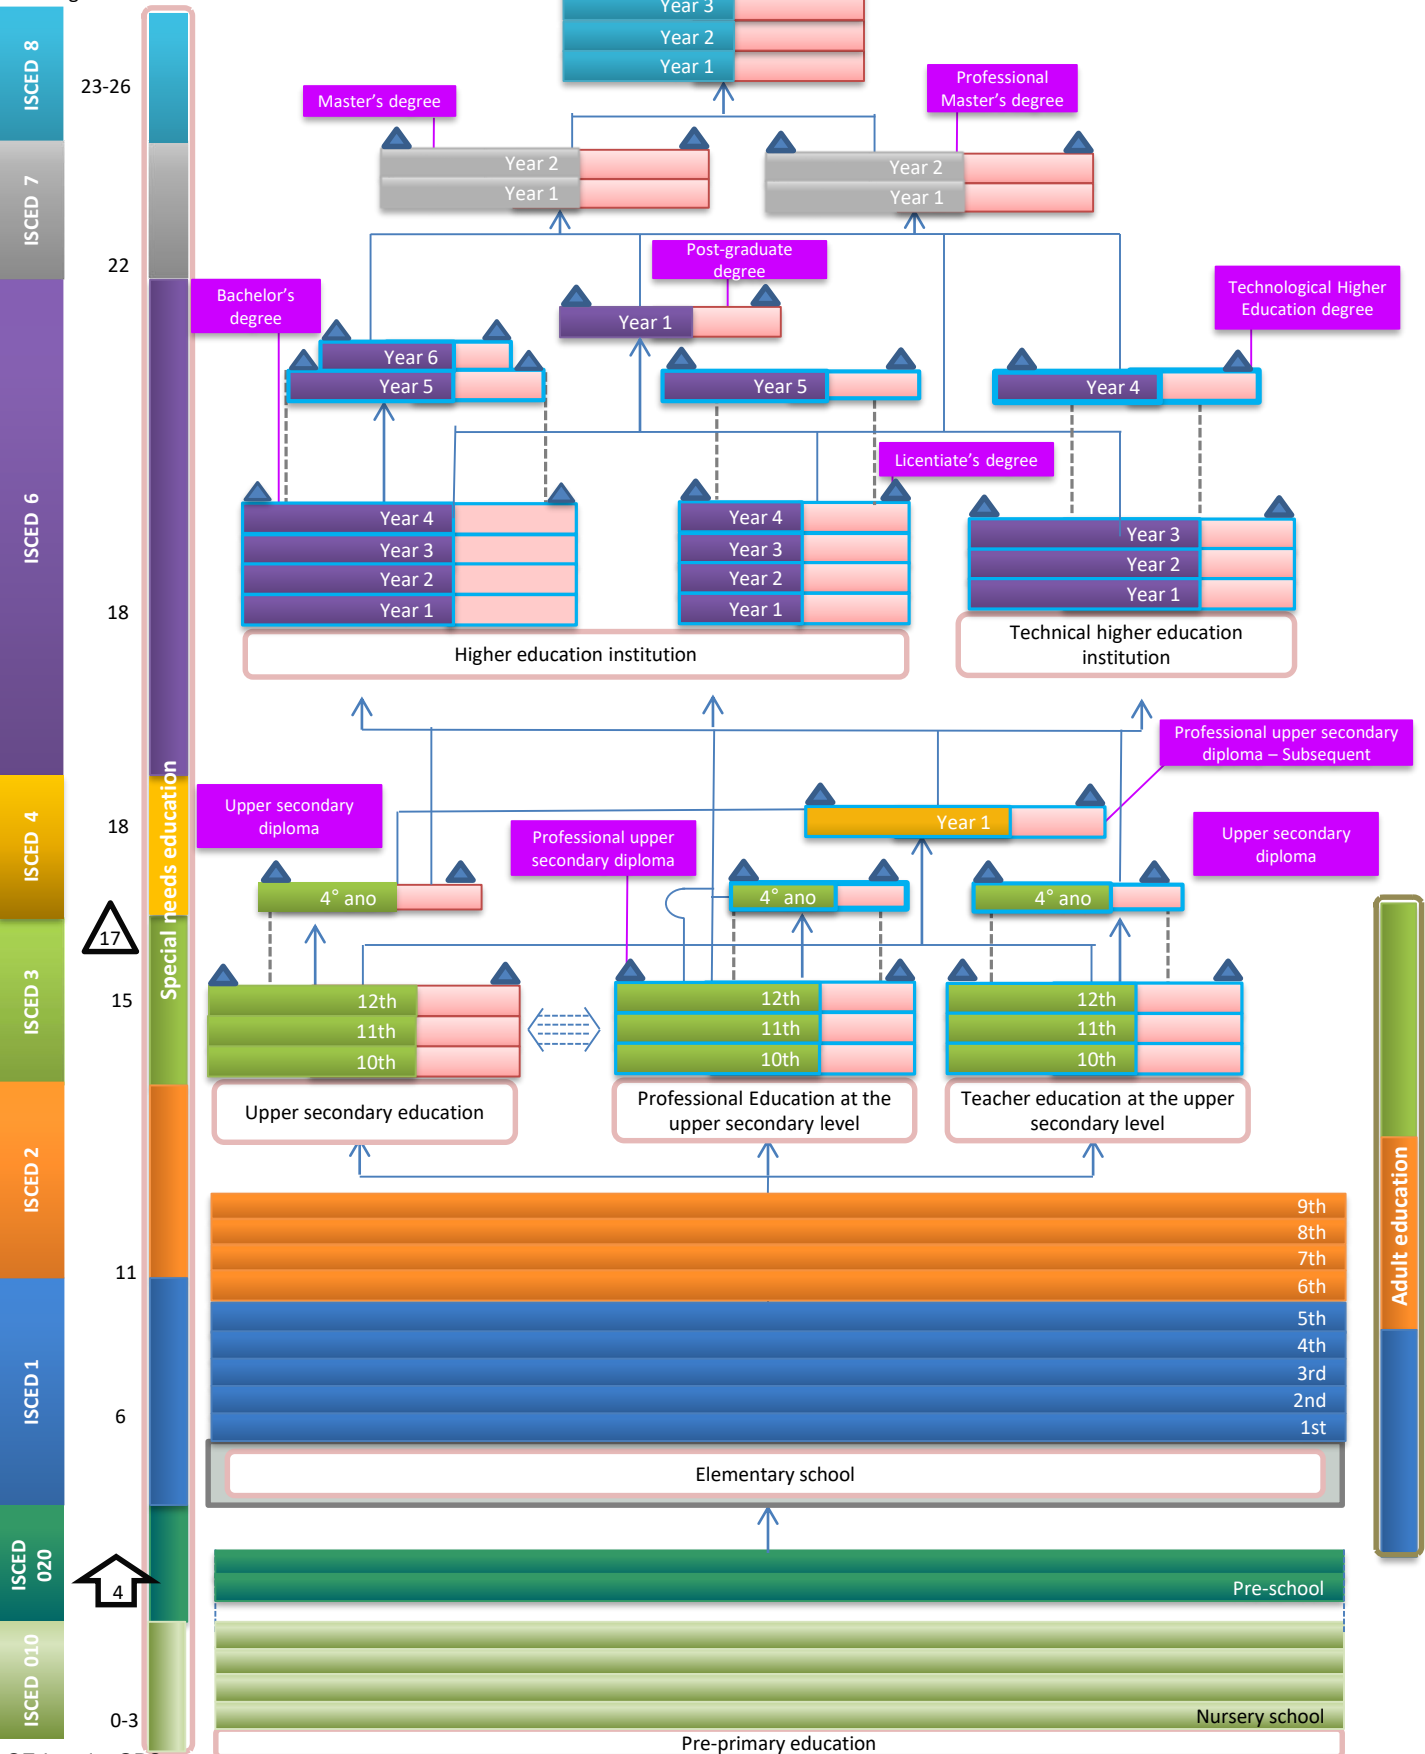 Year 3
Year 2
Year 1
ISCED 8
23-26
Master's degree
Professional
Master's degree
Year 2
Year 1
Year 2
Year 1
ISCED 7
22
Post-graduate
degree
Bachelor's
degree
Technological Higher
Education degree
Year 1
Year 6
Year 5
Year 5
Year 4
Licentiate's degree
ISCED 6
Year 4
Year 3
Year 2
Year 1
Year 4
Year 3
Year 2
Year 1
Year 3
Year 2
Year 1
18
Higher education institution
Technical higher education
institution
Professional upper secondary
diploma – Subsequent
ISCED 4
18
Special needs education
Upper secondary
diploma
Professional upper
secondary diploma
Year 1
Upper secondary
diploma
4° ano
4° ano
4° ano
17
ISCED 3
15
12th
11th
10th
12th
11th
10th
12th
11th
10th
Upper secondary education
Professional Education at the
upper secondary level
Teacher education at the upper
secondary level
ISCED 2
11
9th
8th
7th
6th
Adult education
ISCED 1
6
5th
4th
3rd
2nd
1st
Elementary school
ISCED
020
4
Pre-school
ISCED 010
0-3
Nursery school
Pre-primary education